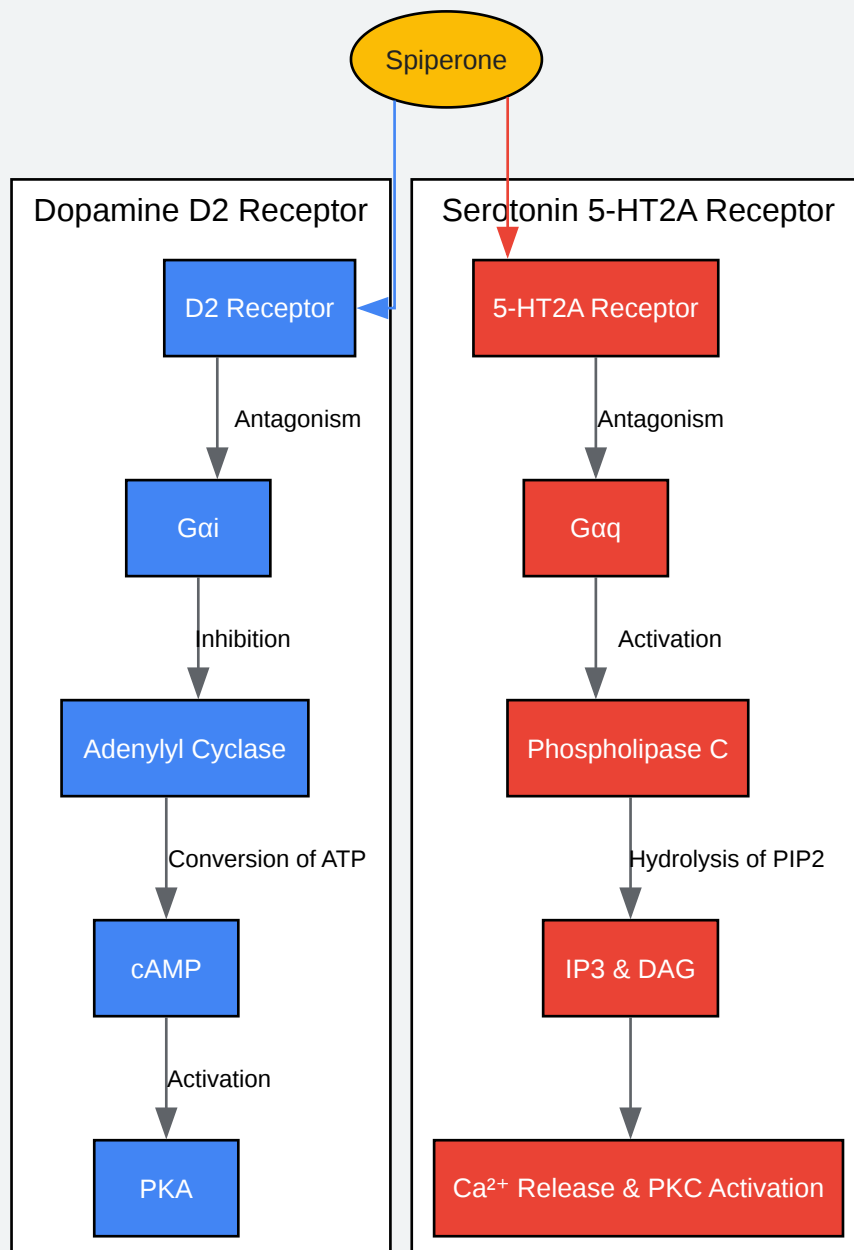 Spiperone
Dopamine D2 Receptor
D2 Receptor
Antagonism
Gαi
Inhibition
Adenylyl Cyclase
Conversion of ATP
cAMP
Activation
PKA
Serotonin 5-HT2A Receptor
5-HT2A Receptor
Antagonism
Gαq
Activation
Phospholipase C
Hydrolysis of PIP2
IP3 & DAG
Ca²⁺ Release & PKC Activation